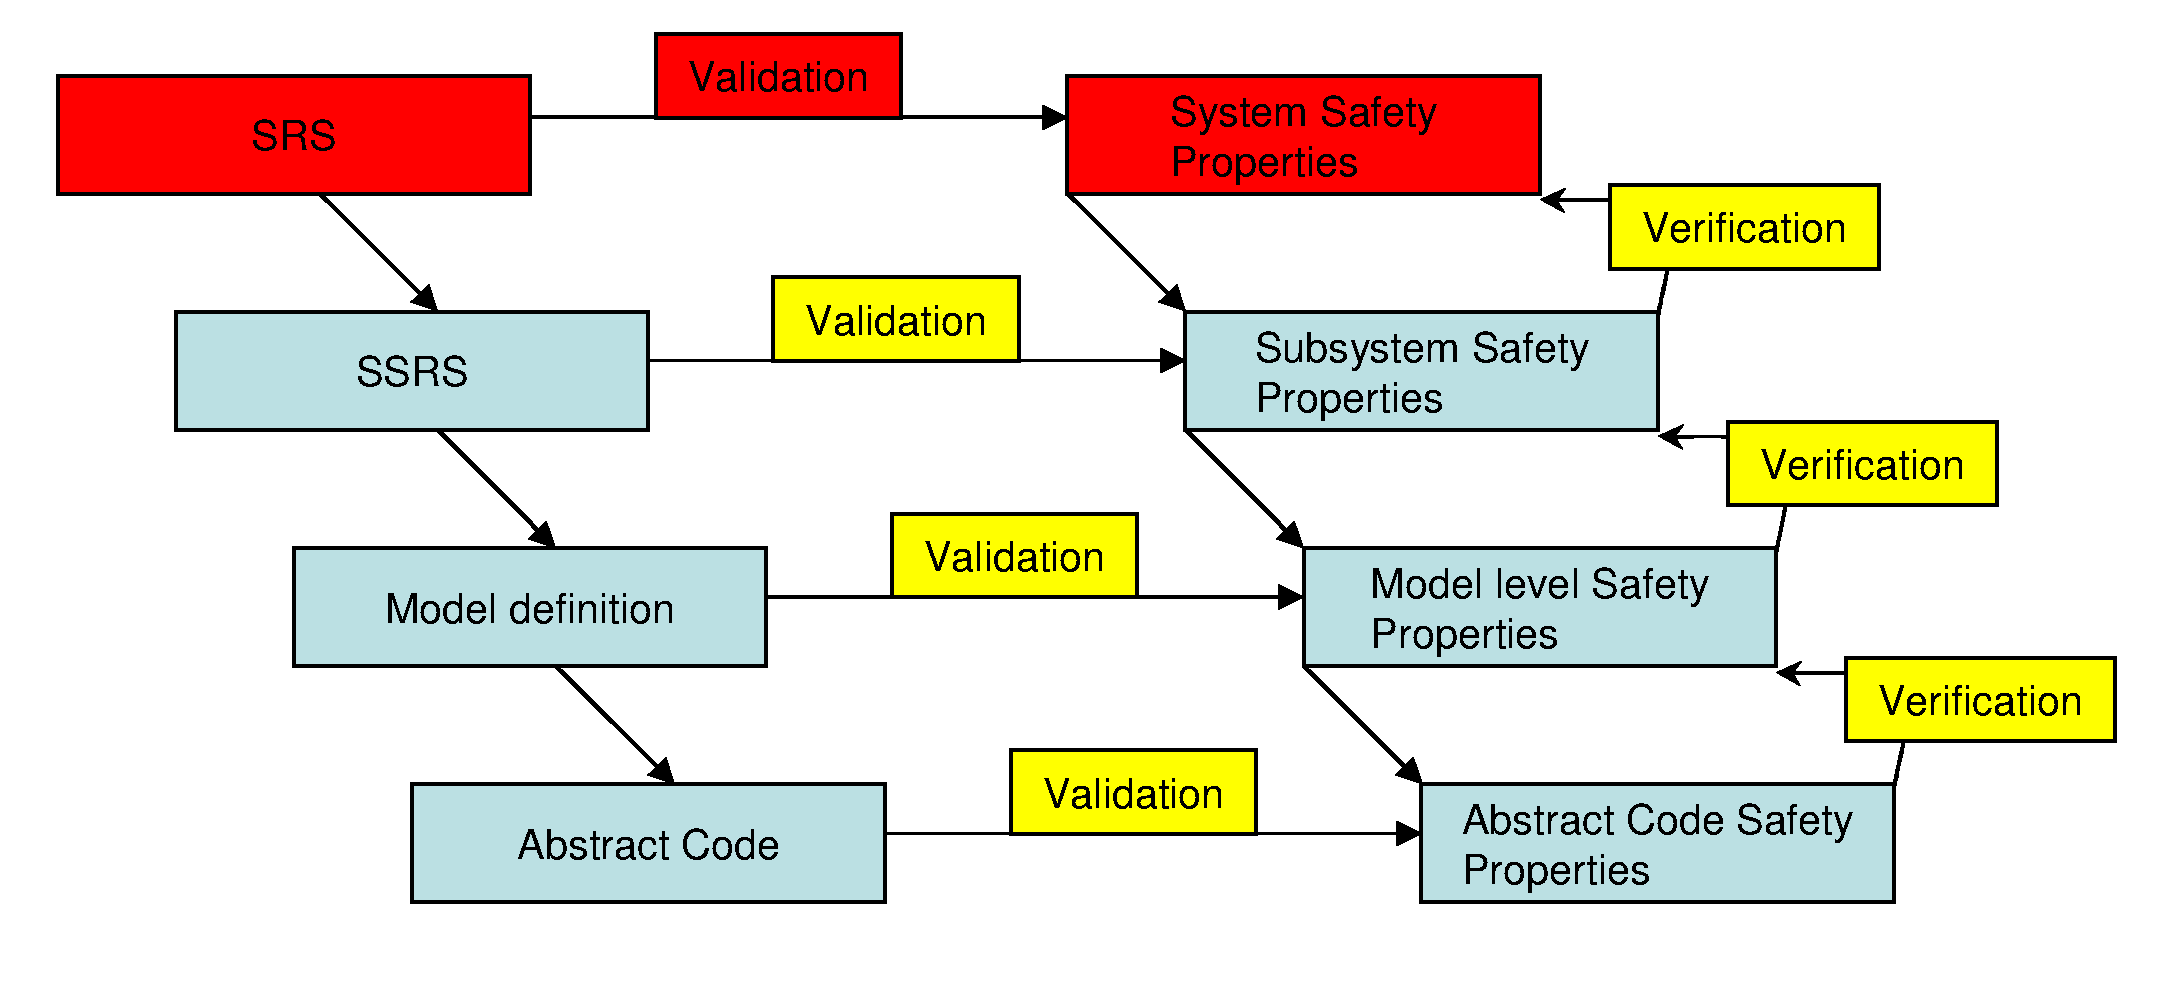 Validation
SRS
System Safety
Properties
Verification
Validation
SSRS
Subsystem Safety
Properties
Verification
Validation
Model definition
Model level Safety
Properties
Verification
Validation
Abstract Code
Abstract Code Safety
Properties